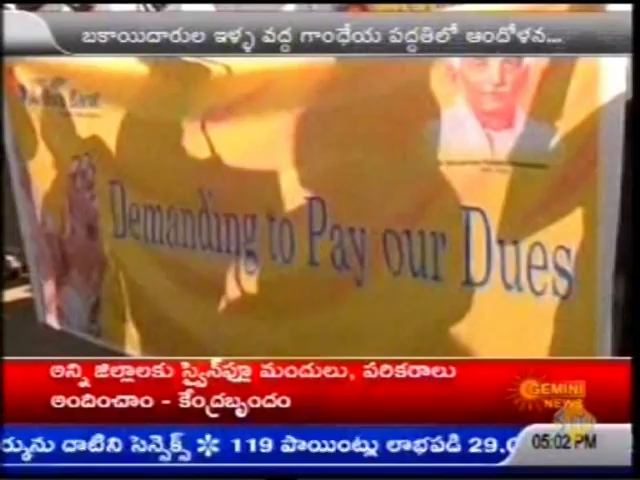 బకాయిదారుల ఇళ్ళ వద్ద గాంధేయ పద్దతిలో ఆందోళన...
Demanding to Pay our Dues
అన్ని జిల్లాలకు స్వైన్‌ఫ్లూ మందులు, పరికరాలు
అందించాం - కేంద్రబృందం
GEMINI
NEWS
ర్కును దాటిని సెన్సెక్స్ ✻ 119 పాయింట్లు లాభపడి 29,0
05:02 PM